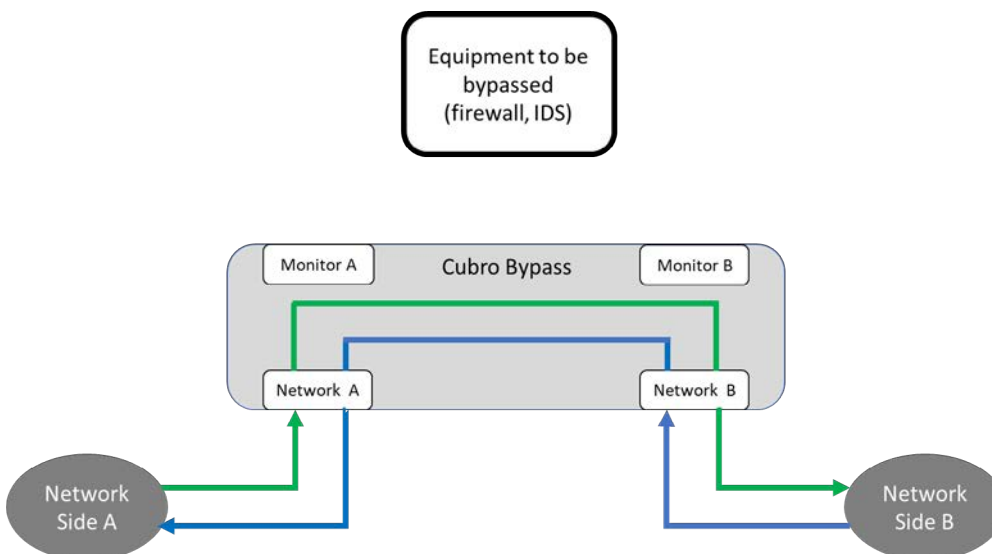 Equipment to be
bypassed
(firewall, IDS)
Monitor A
Cubro Bypass
Monitor B
Network A
Network B
Network
Side A
Network
Side B